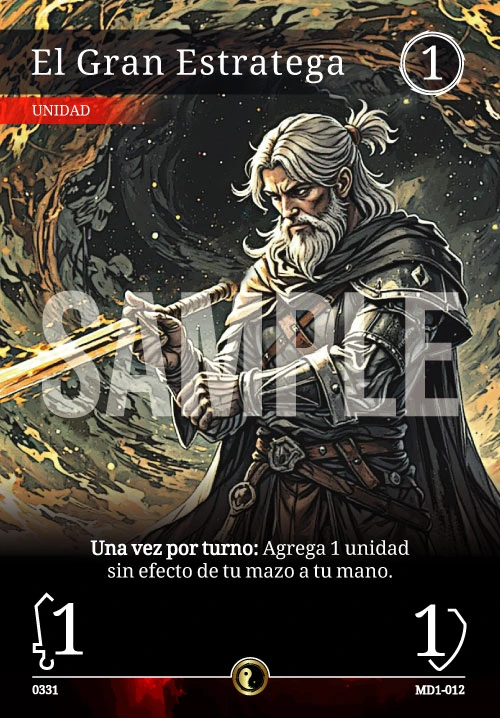 El Gran Estratega
1
UNIDAD
SAMPLE
Una vez por turno: Agrega 1 unidad
sin efecto de tu mazo a tu mano.
1
1
0331
MD1-012